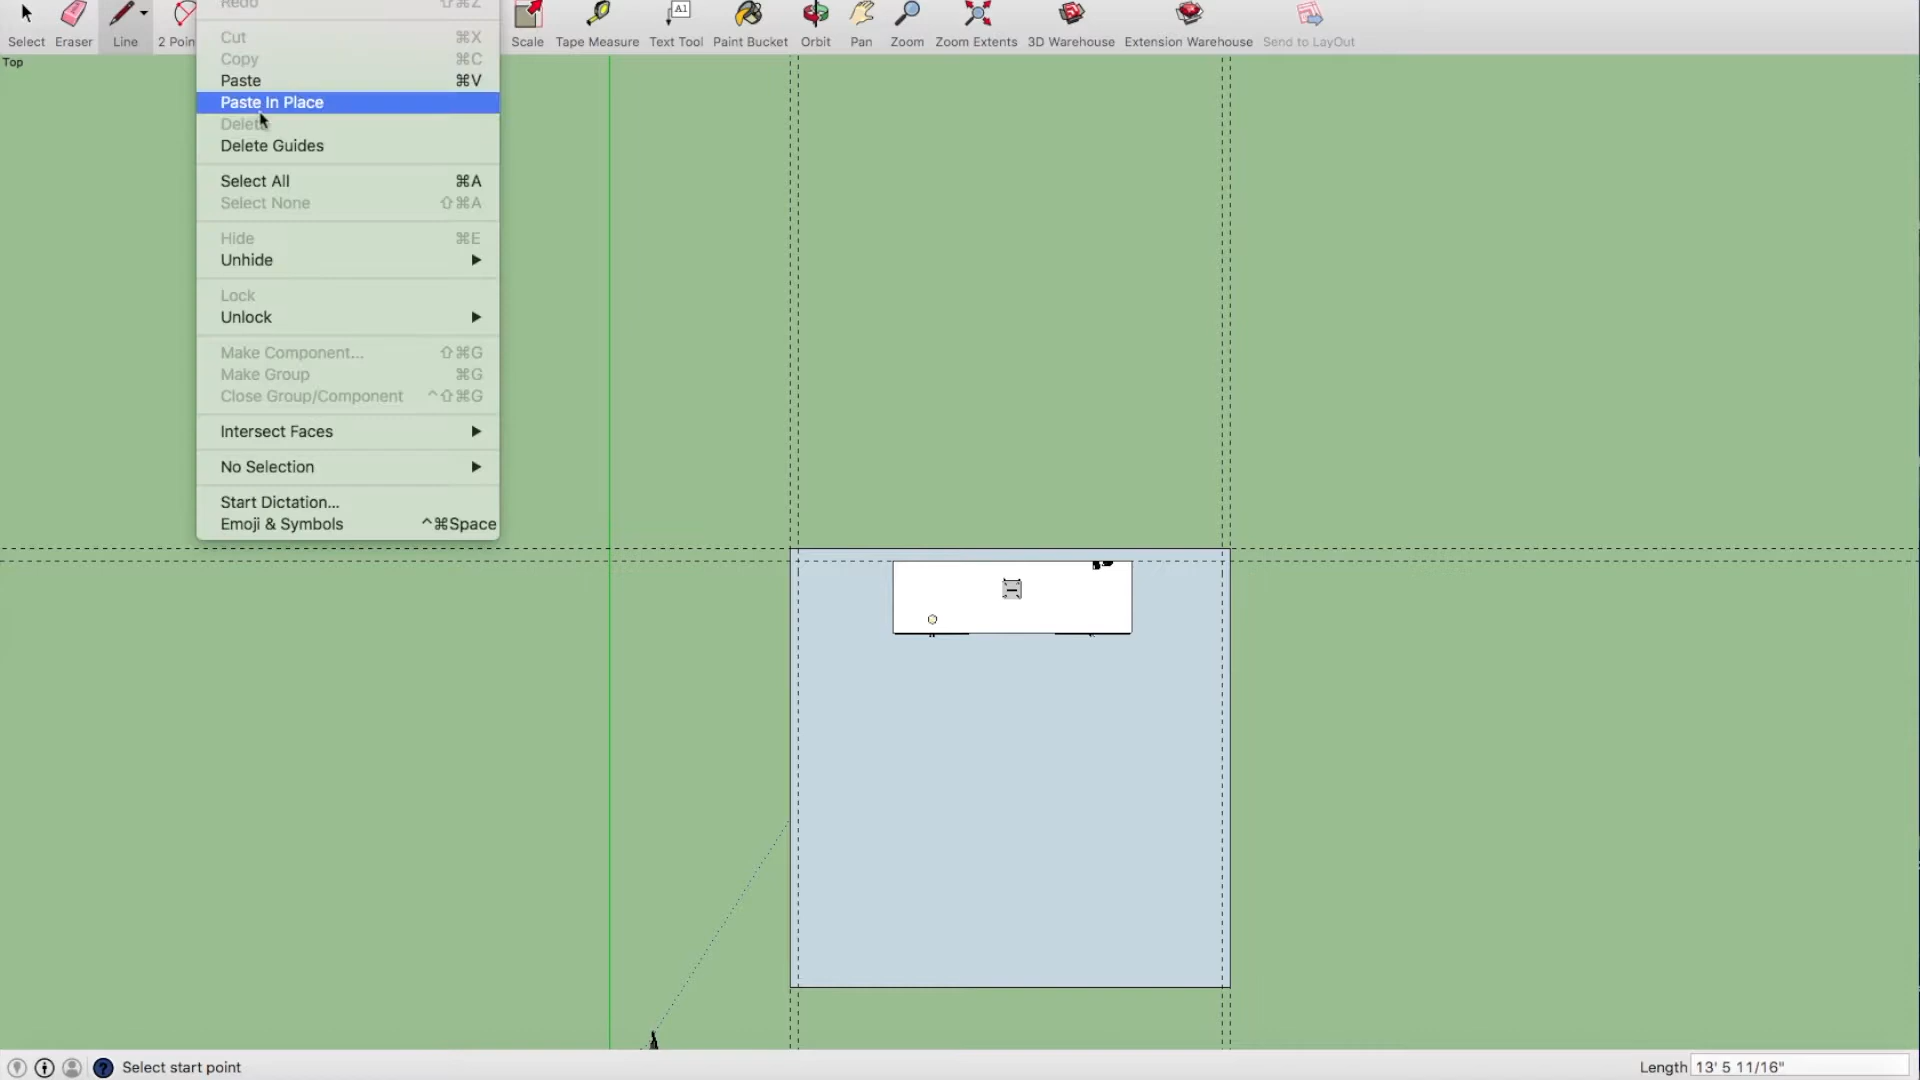 Redo ⇧⌘Z
Select Eraser Line 2 Poin Scale Tape Measure Text Tool Paint Bucket Orbit Pan Zoom Zoom Extents 3D Warehouse Extension Warehouse Send to LayOut
A1
Top
Cut ⌘X
Copy ⌘C
Paste ⌘V
Paste In Place
Delete
Delete Guides
Select All ⌘A
Select None ⇧⌘A
Hide ⌘E
Unhide
Lock
Unlock
Make Component... ⇧⌘G
Make Group ⌘G
Close Group/Component ^⇧⌘G
Intersect Faces
No Selection
Start Dictation...
Emoji & Symbols ^⌘Space
Select start point
Length 13' 5 11/16"